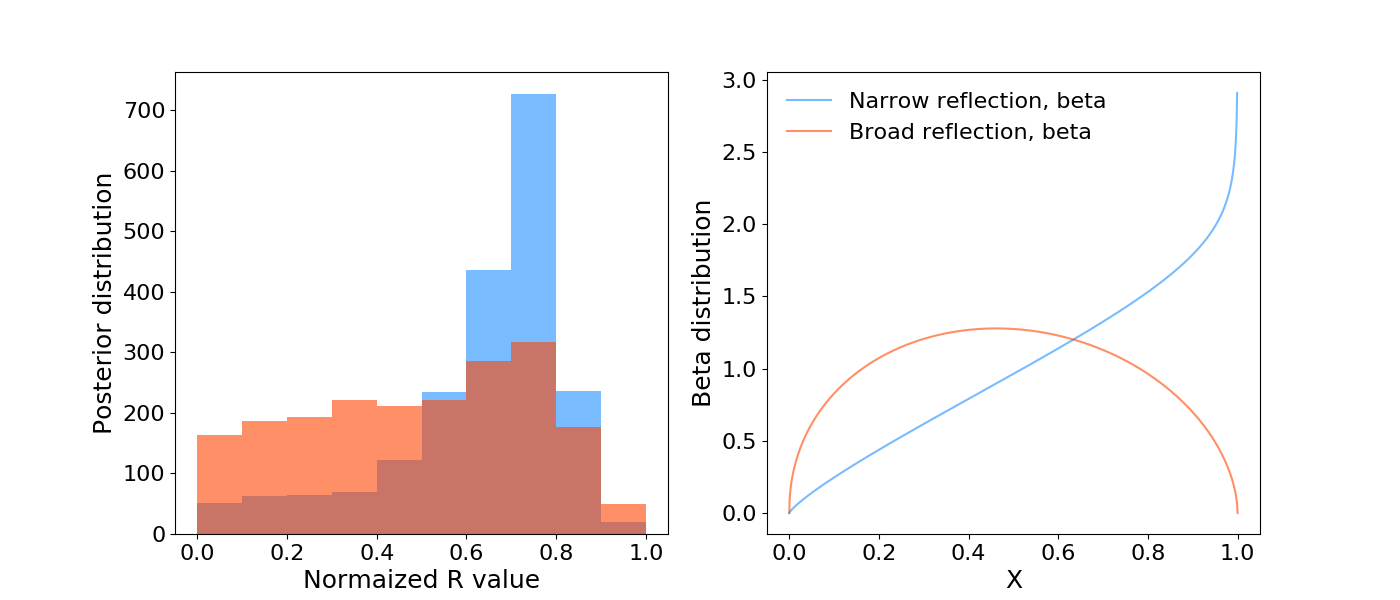 Posterior distribution
700
600
500
400
300
200
100
0
0.0 0.2 0.4 0.6 0.8 1.0
Normaized R value
Beta distribution
3.0
2.5
2.0
1.5
1.0
0.5
0.0
Narrow reflection, beta
Broad reflection, beta
0.0 0.2 0.4 0.6 0.8 1.0
X